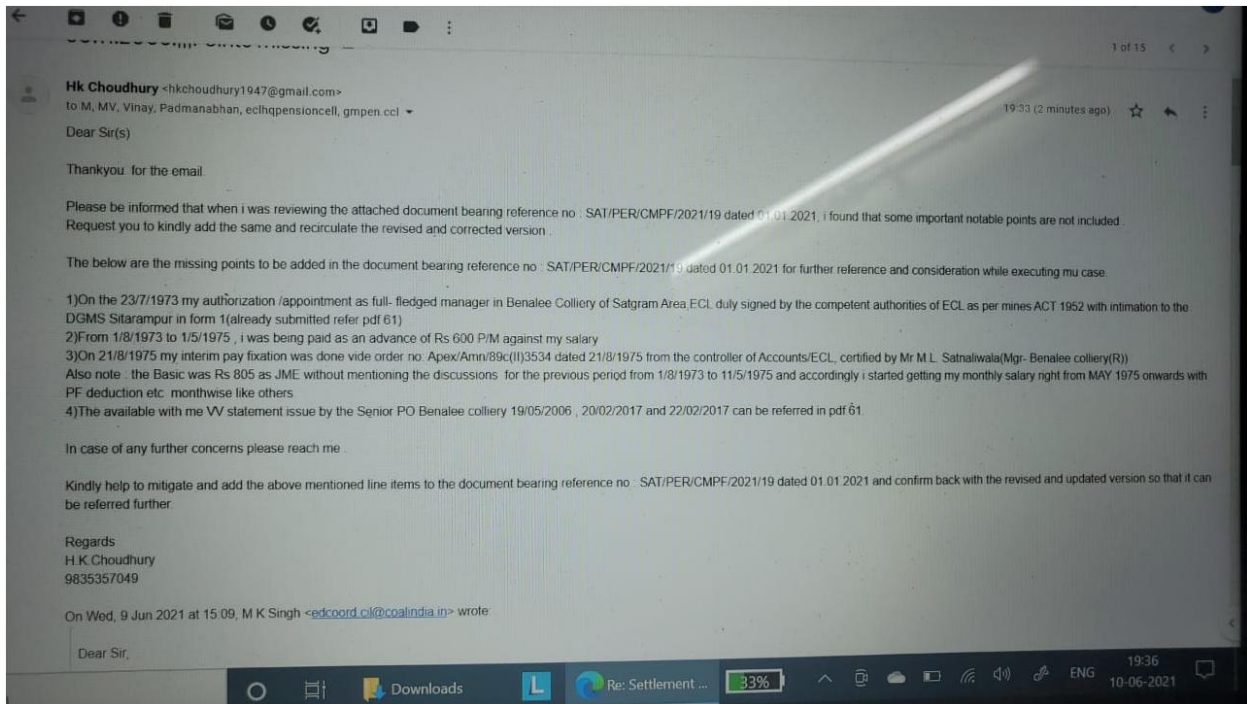 1 of 15
Hk Choudhury <hkchoudhury1947@gmail.com>
to M, MV, Vinay, Padmanabhan, eclhqpensioncell, gmpen.ccl
19:33 (2 minutes ago)
Dear Sir(s)
Thankyou for the email
Please be informed that when i was reviewing the attached document bearing reference no : SAT/PER/CMPF/2021/19 dated 01.01.2021, i found that some important notable points are not included .
Request you to kindly add the same and recirculate the revised and corrected version .
The below are the missing points to be added in the document bearing reference no : SAT/PER/CMPF/2021/19 dated 01.01.2021 for further reference and consideration while executing mu case.
1)On the 23/7/1973 my authorization /appointment as full- fledged manager in Benalee Colliery of Satgram Area,ECL duly signed by the competent authorities of ECL as per mines ACT 1952 with intimation to the
DGMS Sitarampur in form 1(already submitted refer pdf 61)
2)From 1/8/1973 to 1/5/1975 , i was being paid as an advance of Rs 600 P/M against my salary
3)On 21/8/1975 my interim pay fixation was done vide order no: Apex/Amn/89c(II)3534 dated 21/8/1975 from the controller of Accounts/ECL, certified by Mr M.L. Satnaliwala(Mgr- Benalee colliery(R))
Also note : the Basic was Rs 805 as JME without mentioning the discussions for the previous period from 1/8/1973 to 11/5/1975 and accordingly i started getting my monthly salary right from MAY 1975 onwards with
PF deduction etc monthwise like others.
4)The available with me VV statement issue by the Senior PO Benalee colliery 19/05/2006 , 20/02/2017 and 22/02/2017 can be referred in pdf 61.
In case of any further concerns please reach me .
Kindly help to mitigate and add the above mentioned line items to the document bearing reference no : SAT/PER/CMPF/2021/19 dated 01.01.2021 and confirm back with the revised and updated version so that it can
be referred further.
Regards
H.K.Choudhury
9835357049
On Wed, 9 Jun 2021 at 15:09, M K Singh <edcoord.cil@coalindia.in> wrote:
Dear Sir,
Downloads
L
Re: Settlement ...
33%
ENG
19:36
10-06-2021